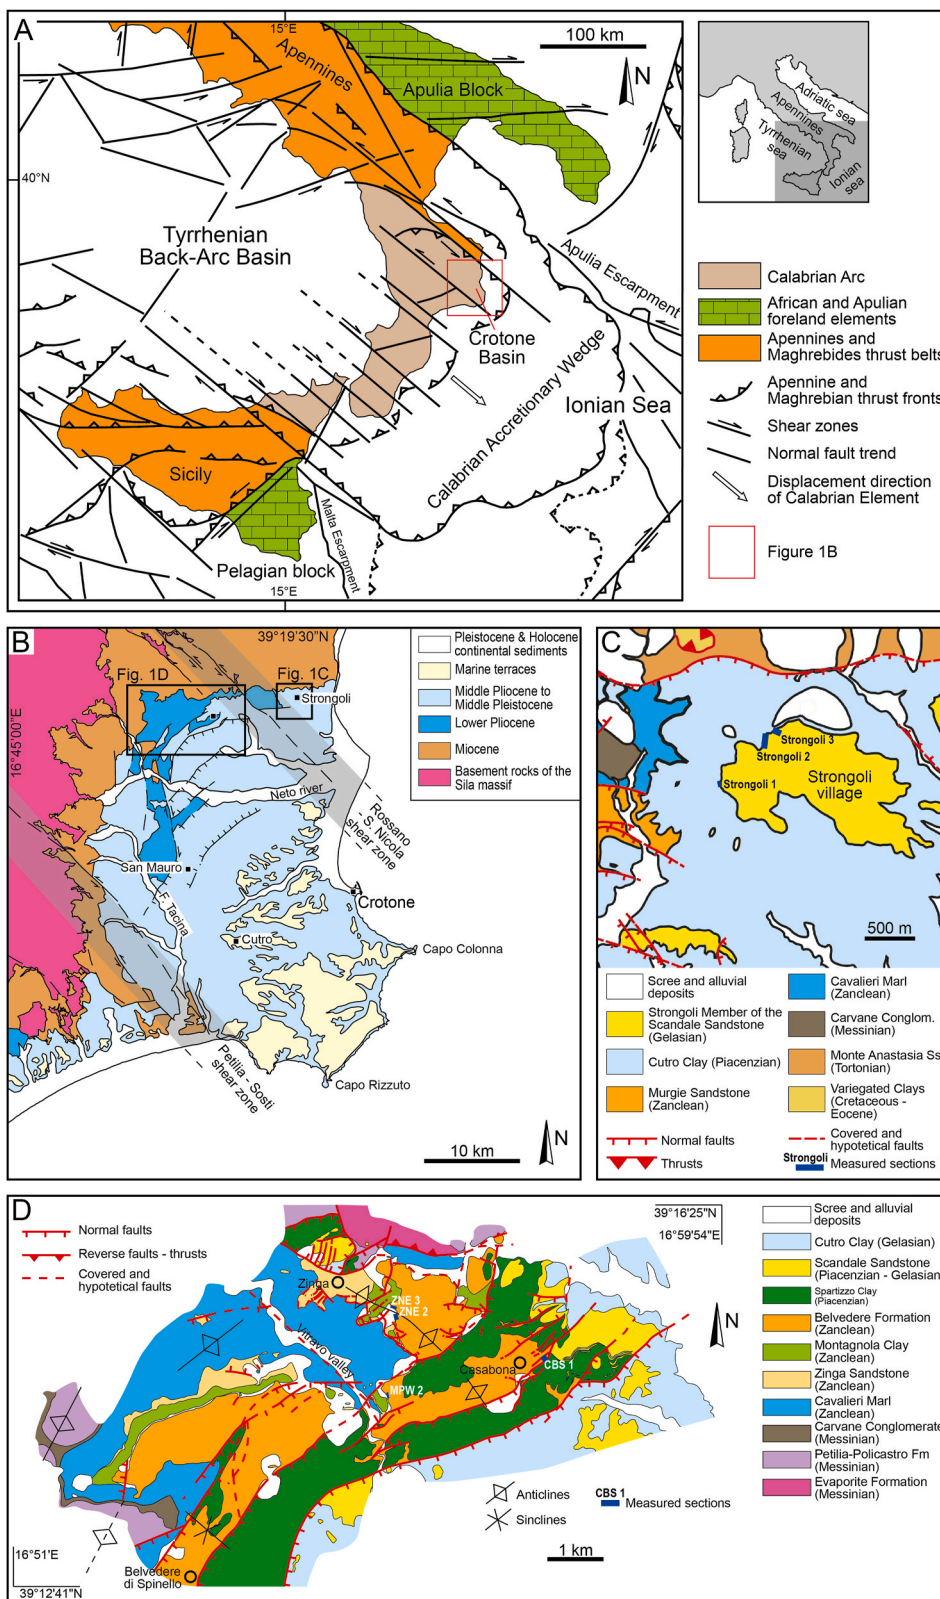 A
15°E
100 km
N
Apennines
Apulia Block
40°N
Tyrrhenian
Back-Arc Basin
Apulia Escarpment
Crotone
Basin
Calabrian Accretionary Wedge
Ionian Sea
Sicily
Malta Escarpment
Pelagian block
15°E
Adriatic sea
Apennines
Tyrrhenian
sea
Ionian
sea
Calabrian Arc
African and Apulian
foreland elements
Apennines and
Maghrebides thrust belts
Apennine and
Maghrebian thrust fronts
Shear zones
Normal fault trend
Displacement direction
of Calabrian Element
Figure 1B
B
39°19'30"N
16°45'00"E
Fig. 1D
Fig. 1C
Strongoli
Neto river
Rossano
- S. Nicola
shear zone
San Mauro
F. Tacina
Crotone
Cutro
Capo Colonna
Petilia - Sosti
shear zone
Capo Rizzuto
10 km
N
Pleistocene & Holocene
continental sediments
Marine terraces
Middle Pliocene to
Middle Pleistocene
Lower Pliocene
Miocene
Basement rocks of the
Sila massif
C
Strongoli 3
Strongoli 2
Strongoli 1
Strongoli
village
500 m
Scree and alluvial
deposits
Strongoli Member of the
Scandale Sandstone
(Gelasian)
Cutro Clay (Piacenzian)
Murgie Sandstone
(Zanclean)
Normal faults
Thrusts
Cavalieri Marl
(Zanclean)
Carvane Conglom.
(Messinian)
Monte Anastasia Ss
(Tortonian)
Variegated Clays
(Cretaceous -
Eocene)
Covered and
hypotetical faults
Strongoli
Measured sections
D
Normal faults
Reverse faults - thrusts
Covered and
hypotetical faults
39°16'25"N
16°59'54"E
N
Zinga
ZNE 3
ZNE 2
Vitravo valley
Casabona
CBS 1
MPW 2
16°51'E
39°12'41"N
Belvedere
di Spinello
Anticlines
Sinclines
CBS 1
Measured sections
1 km
Scree and alluvial
deposits
Cutro Clay (Gelasian)
Scandale Sandstone
(Piacenzian - Gelasian
Spartizzo Clay
(Piacenzian)
Belvedere Formation
(Zanclean)
Montagnola Clay
(Zanclean)
Zinga Sandstone
(Zanclean)
Cavalieri Marl
(Zanclean)
Carvane Conglomerate
(Messinian)
Petilia-Policastro Fm
(Messinian)
Evaporite Formation
(Messinian)